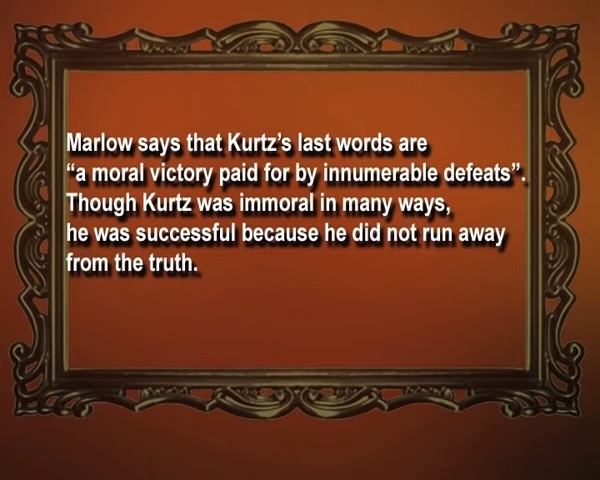 Marlow says that Kurtz’s last words are
“a moral victory paid for by innumerable defeats”.
Though Kurtz was immoral in many ways,
he was successful because he did not run away
from the truth.